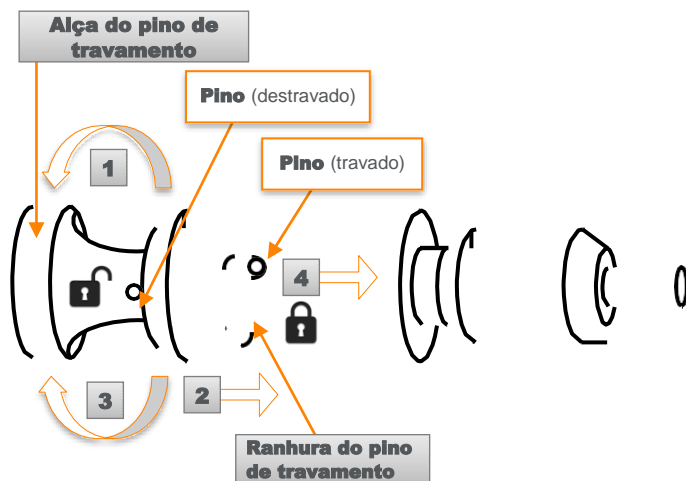 Alça do pino de
travamento
Pino (destravado)
1
Pino (travado)
4
3
2
Ranhura do pino
de travamento